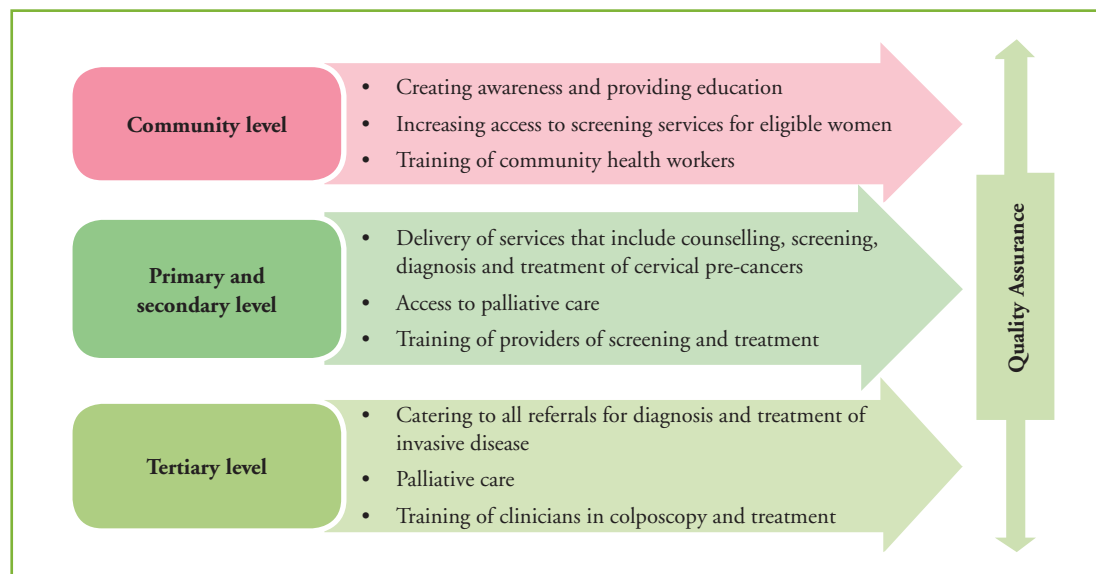 Community level
• Creating awareness and providing education
• Increasing access to screening services for eligible women
• Training of community health workers
Primary and
secondary level
• Delivery of services that include counselling, screening,
diagnosis and treatment of cervical pre-cancers
• Access to palliative care
• Training of providers of screening and treatment
Tertiary level
• Catering to all referrals for diagnosis and treatment of
invasive disease
• Palliative care
• Training of clinicians in colposcopy and treatment
Quality Assurance